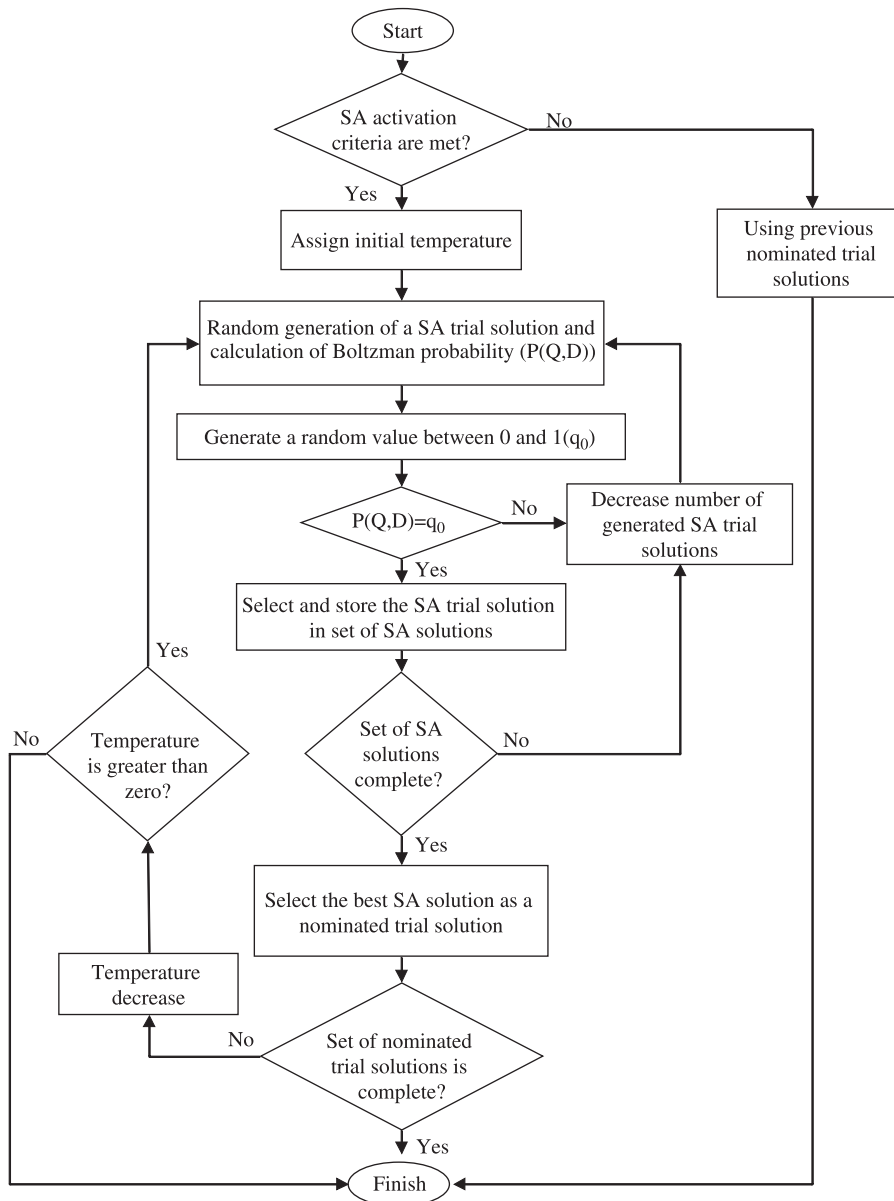 Start
SA activation
criteria are met?
No
Yes
Assign initial temperature
Using previous
nominated trial
solutions
Random generation of a SA trial solution and
calculation of Boltzman probability (P(Q,D))
Generate a random value between 0 and 1(q₀)
P(Q,D)=q₀
No
Decrease number of
generated SA trial
solutions
Yes
Select and store the SA trial solution
in set of SA solutions
Yes
No
Temperature
is greater than
zero?
Set of SA
solutions
complete?
No
Yes
Select the best SA solution as a
nominated trial solution
Temperature
decrease
No
Set of nominated
trial solutions is
complete?
Yes
Finish